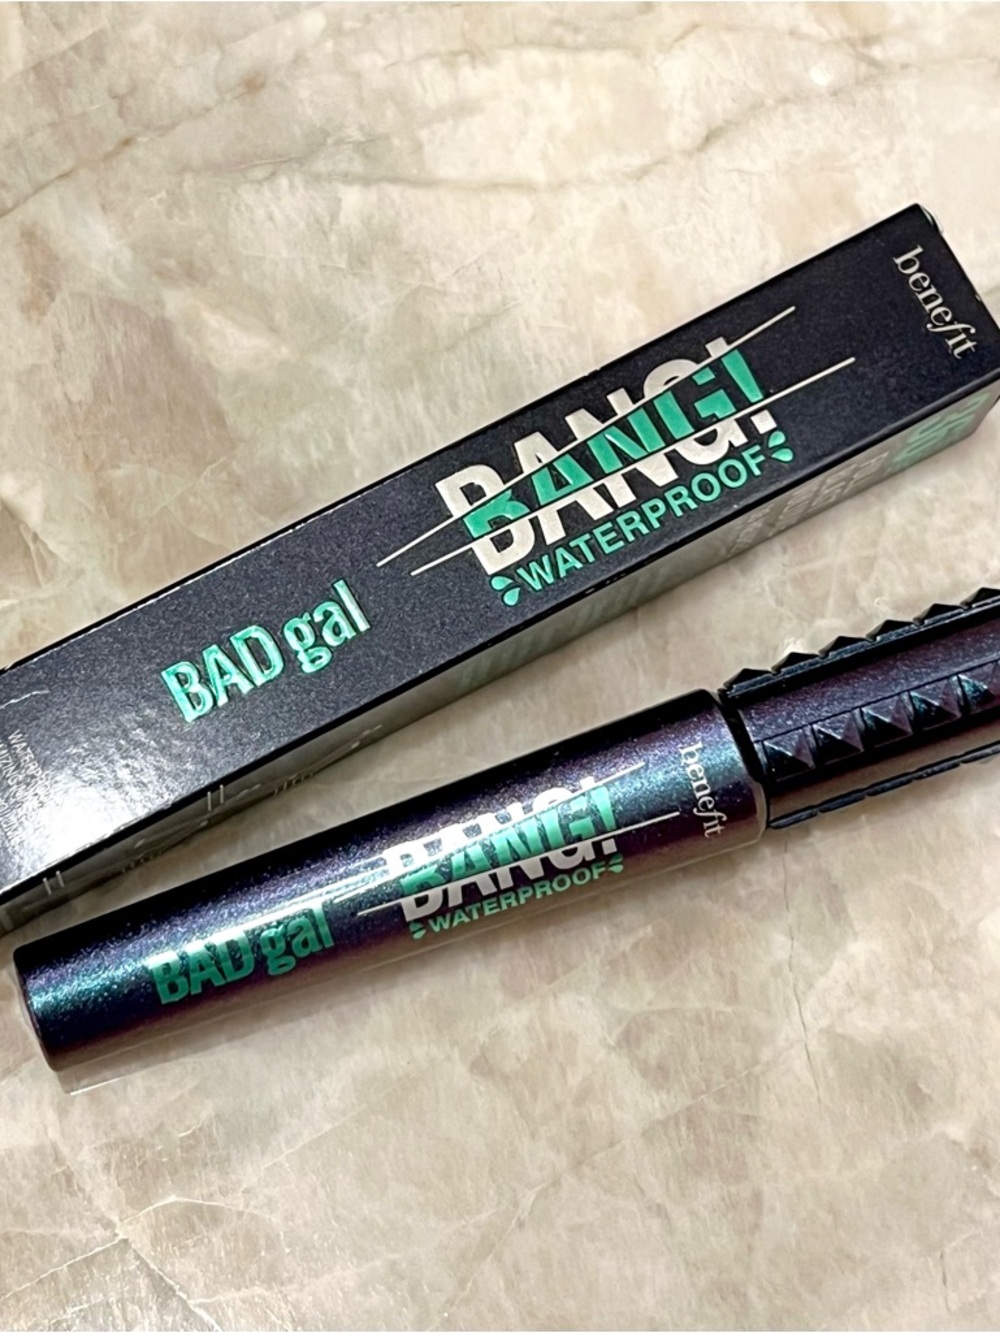 benefit
BANG!
WATERPROOF
BAD gal
benefit
BANG!
WATERPROOF
BAD gal